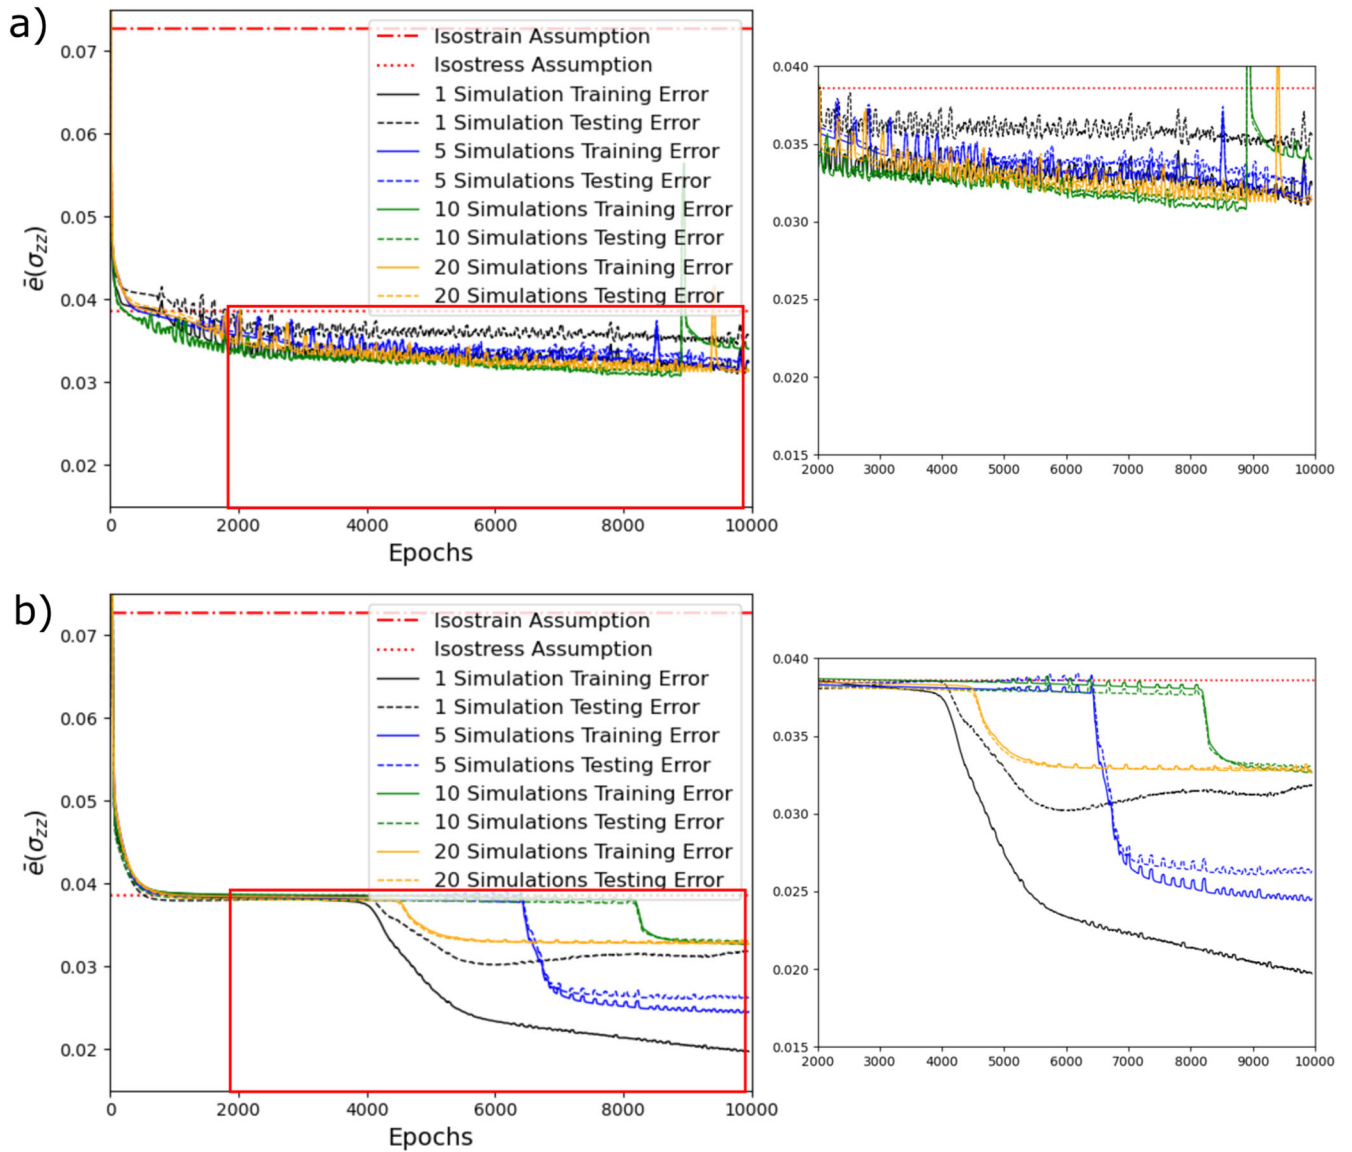 a)
0.07
0.06
0.05
0.04
0.03
0.02
ē(σzz)
Isostrain Assumption
Isostress Assumption
1 Simulation Training Error
1 Simulation Testing Error
5 Simulations Training Error
5 Simulations Testing Error
10 Simulations Training Error
10 Simulations Testing Error
20 Simulations Training Error
20 Simulations Testing Error
0 2000 4000 6000 8000 10000
Epochs
0.040
0.035
0.030
0.025
0.020
0.015
2000 3000 4000 5000 6000 7000 8000 9000 10000
b)
0.07
0.06
0.05
0.04
0.03
0.02
ē(σzz)
Isostrain Assumption
Isostress Assumption
1 Simulation Training Error
1 Simulation Testing Error
5 Simulations Training Error
5 Simulations Testing Error
10 Simulations Training Error
10 Simulations Testing Error
20 Simulations Training Error
20 Simulations Testing Error
0 2000 4000 6000 8000 10000
Epochs
0.040
0.035
0.030
0.025
0.020
0.015
2000 3000 4000 5000 6000 7000 8000 9000 10000